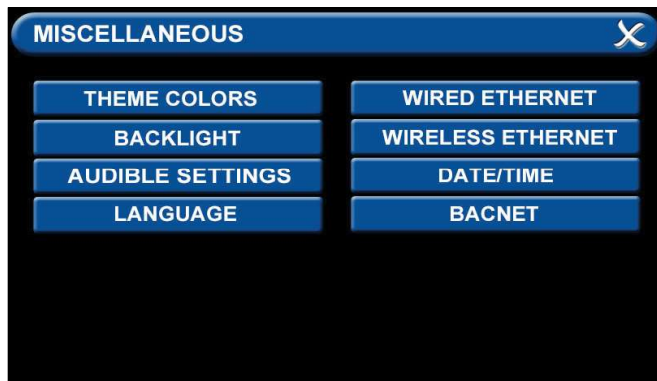 MISCELLANEOUS
THEME COLORS
BACKLIGHT
AUDIBLE SETTINGS
LANGUAGE
WIRED ETHERNET
WIRELESS ETHERNET
DATE/TIME
BACNET